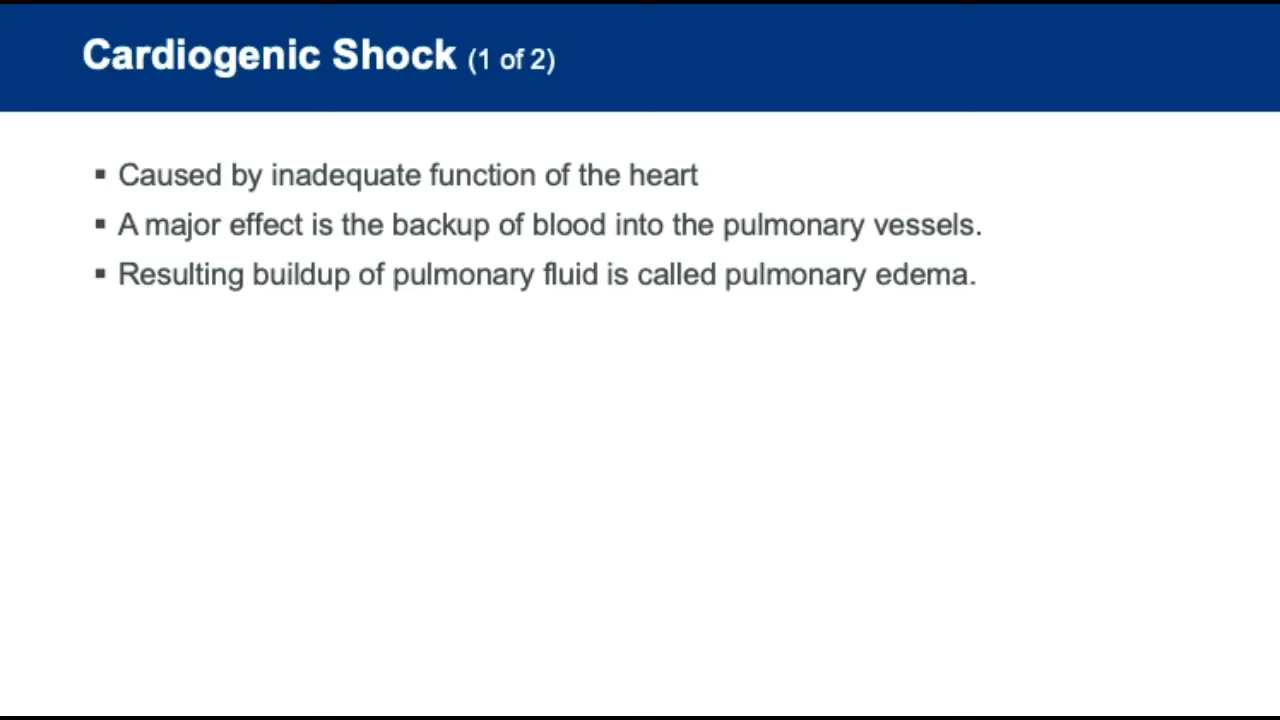 Cardiogenic Shock (1 of 2)
▪ Caused by inadequate function of the heart
▪ A major effect is the backup of blood into the pulmonary vessels.
▪ Resulting buildup of pulmonary fluid is called pulmonary edema.